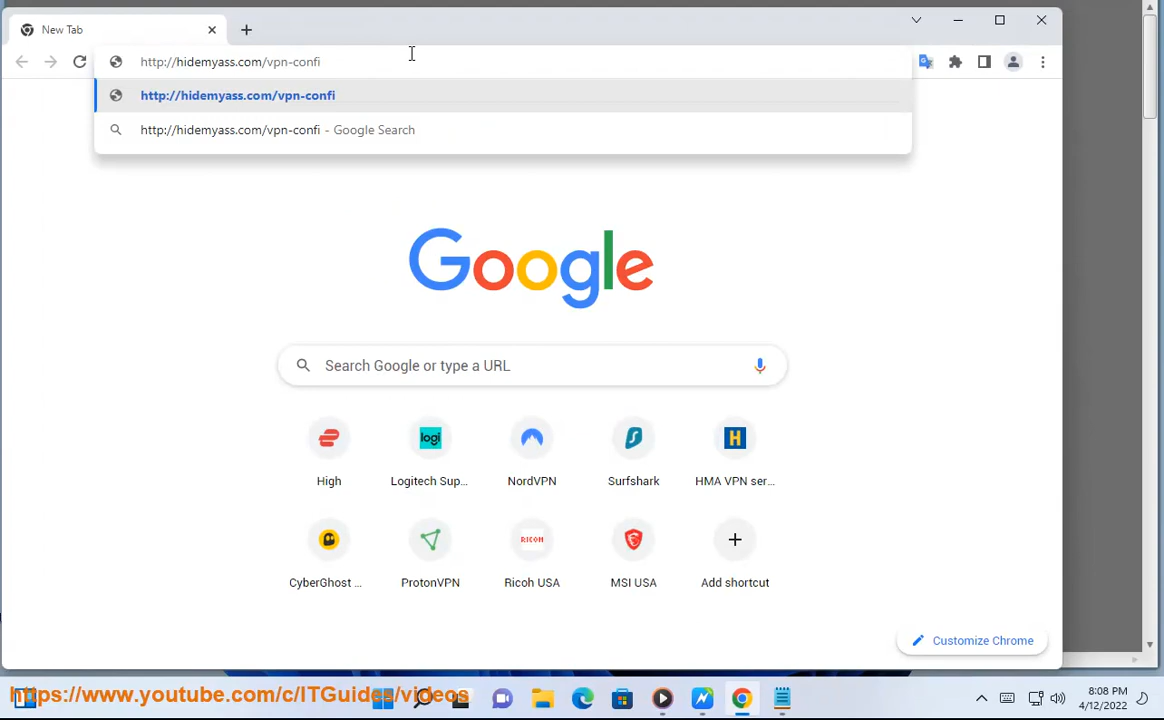 New Tab
http://hidemyass.com/vpn-confi
http://hidemyass.com/vpn-confi
http://hidemyass.com/vpn-confi - Google Search
Google
Search Google or type a URL
logi
H
High
Logitech Sup...
NordVPN
Surfshark
HMA VPN ser...
RICOH
CyberGhost ...
ProtonVPN
Ricoh USA
MSI USA
Add shortcut
Customize Chrome
https://www.youtube.com/c/ITGuides/videos
8:08 PM
4/12/2022